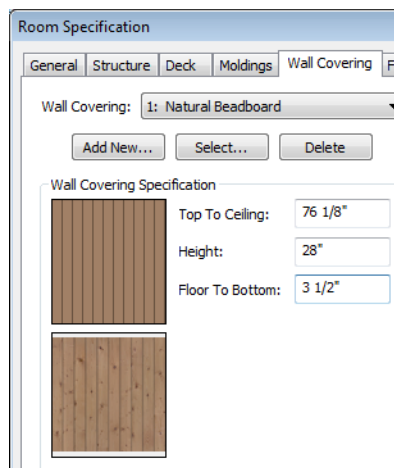 Room Specification
General Structure Deck Moldings Wall Covering F
Wall Covering: 1: Natural Beadboard
Add New... Select... Delete
Wall Covering Specification
Top To Ceiling: 76 1/8"
Height: 28"
Floor To Bottom: 3 1/2"